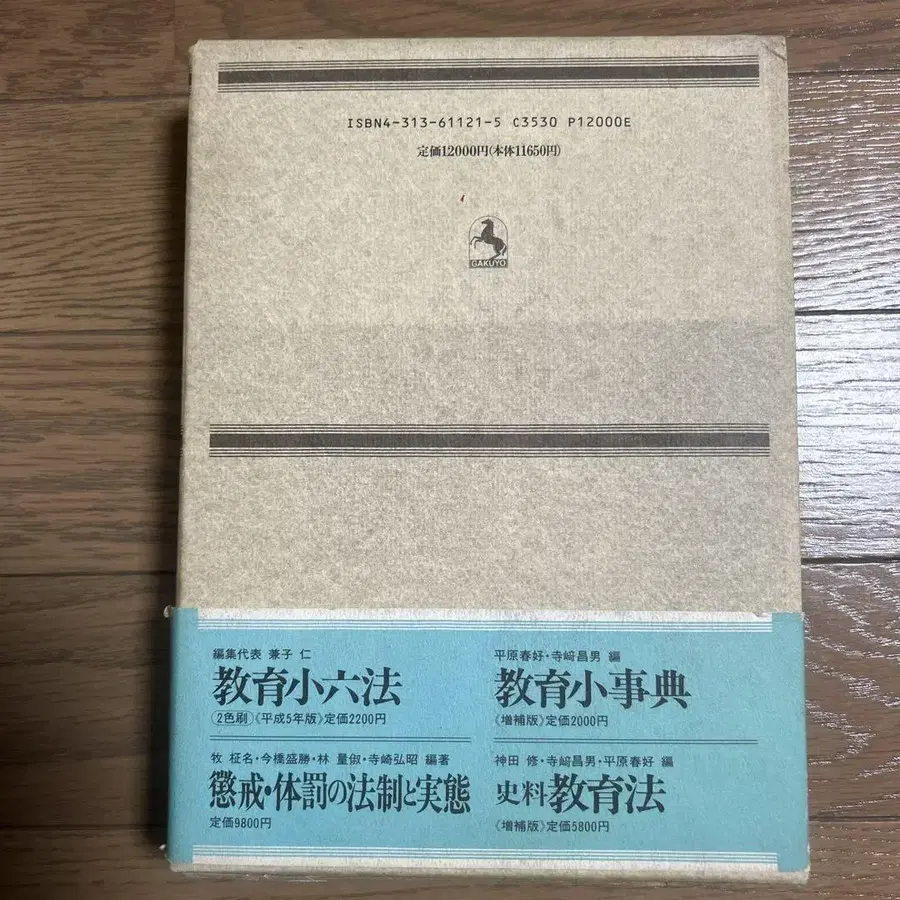 ISBN4-313-61121-5 C3530 P12000E
定価12000円(本体11650円)
GAKUYO
編集代表 兼子 仁
教育小六法
(2色刷)《平成5年版》定価2200円
平原春好・寺﨑昌男 編
教育小事典
《増補版》定価2000円
牧 柾名・今橋盛勝・林 量俶・寺崎弘昭 編著
懲戒・体罰の法制と実態
定価9800円
神田 修・寺﨑昌男・平原春好 編
史料教育法
《増補版》定価5800円